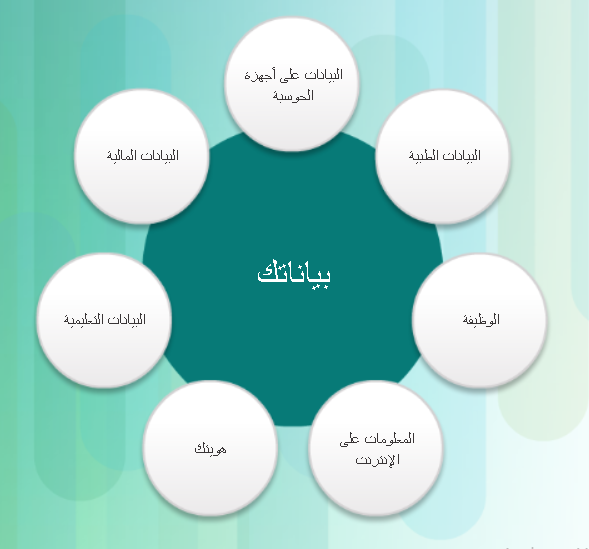 البيانات على أجهزة
الحوسبة
البيانات المالية
البيانات الطبية
بياناتك
البيانات التعليمية
الوظيفة
هويتك
المعلومات على
الإنترنت